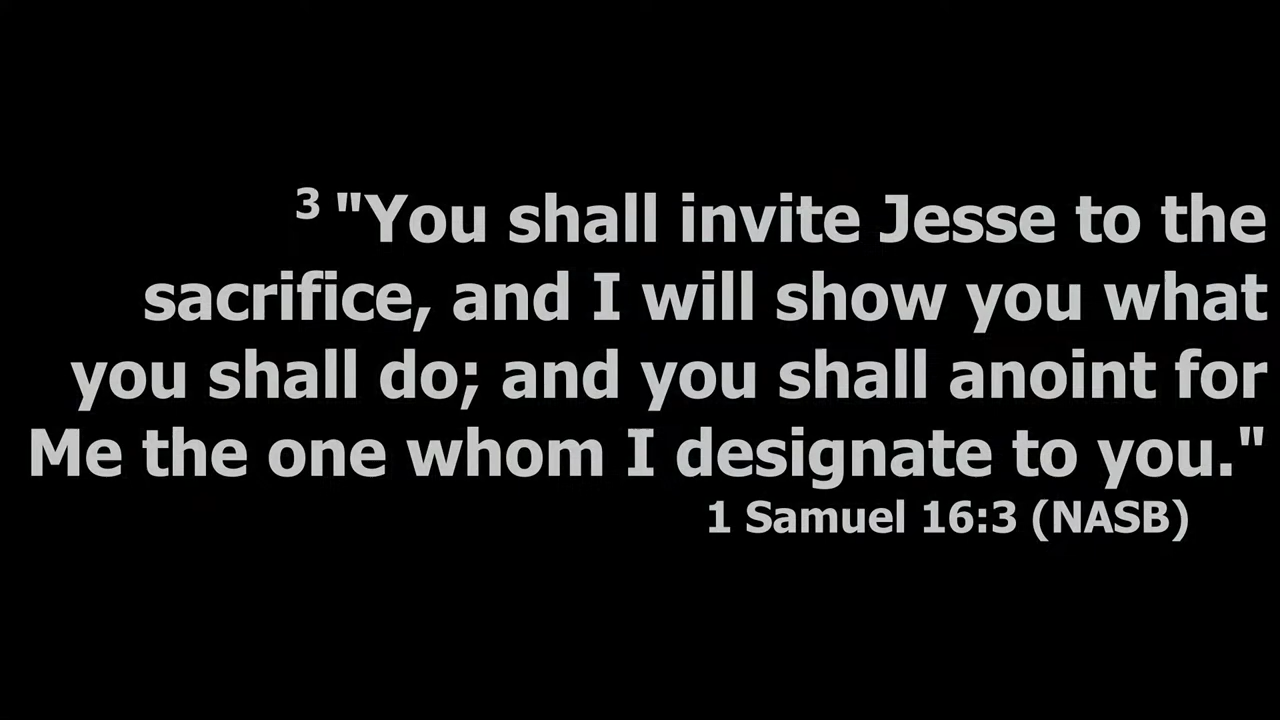 3 "You shall invite Jesse to the
sacrifice, and I will show you what
you shall do; and you shall anoint for
Me the one whom I designate to you."
1 Samuel 16:3 (NASB)